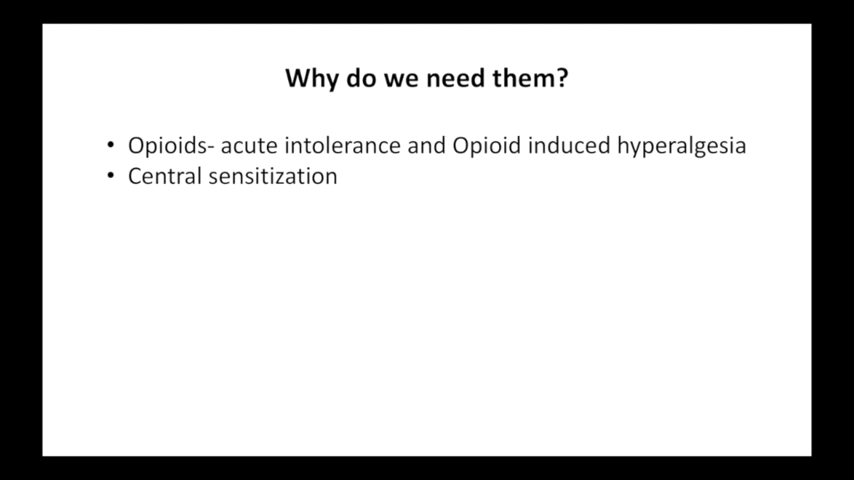 Why do we need them?
• Opioids- acute intolerance and Opioid induced hyperalgesia
• Central sensitization